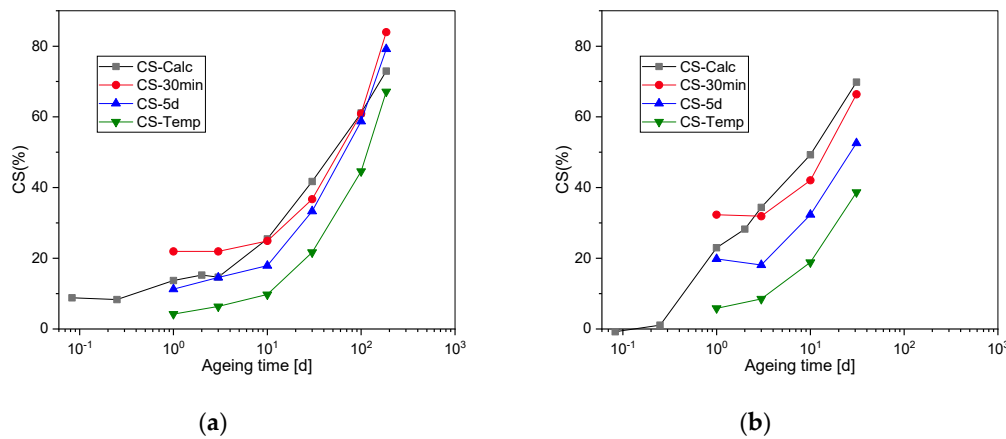 80
60
40
20
0
CS(%)
CS-Calc
CS-30min
CS-5d
CS-Temp
10⁻¹ 10⁰ 10¹ 10² 10³
Ageing time [d]
(a)
80
60
40
20
0
CS(%)
CS-Calc
CS-30min
CS-5d
CS-Temp
10⁻¹ 10⁰ 10¹ 10² 10³
Ageing time [d]
(b)